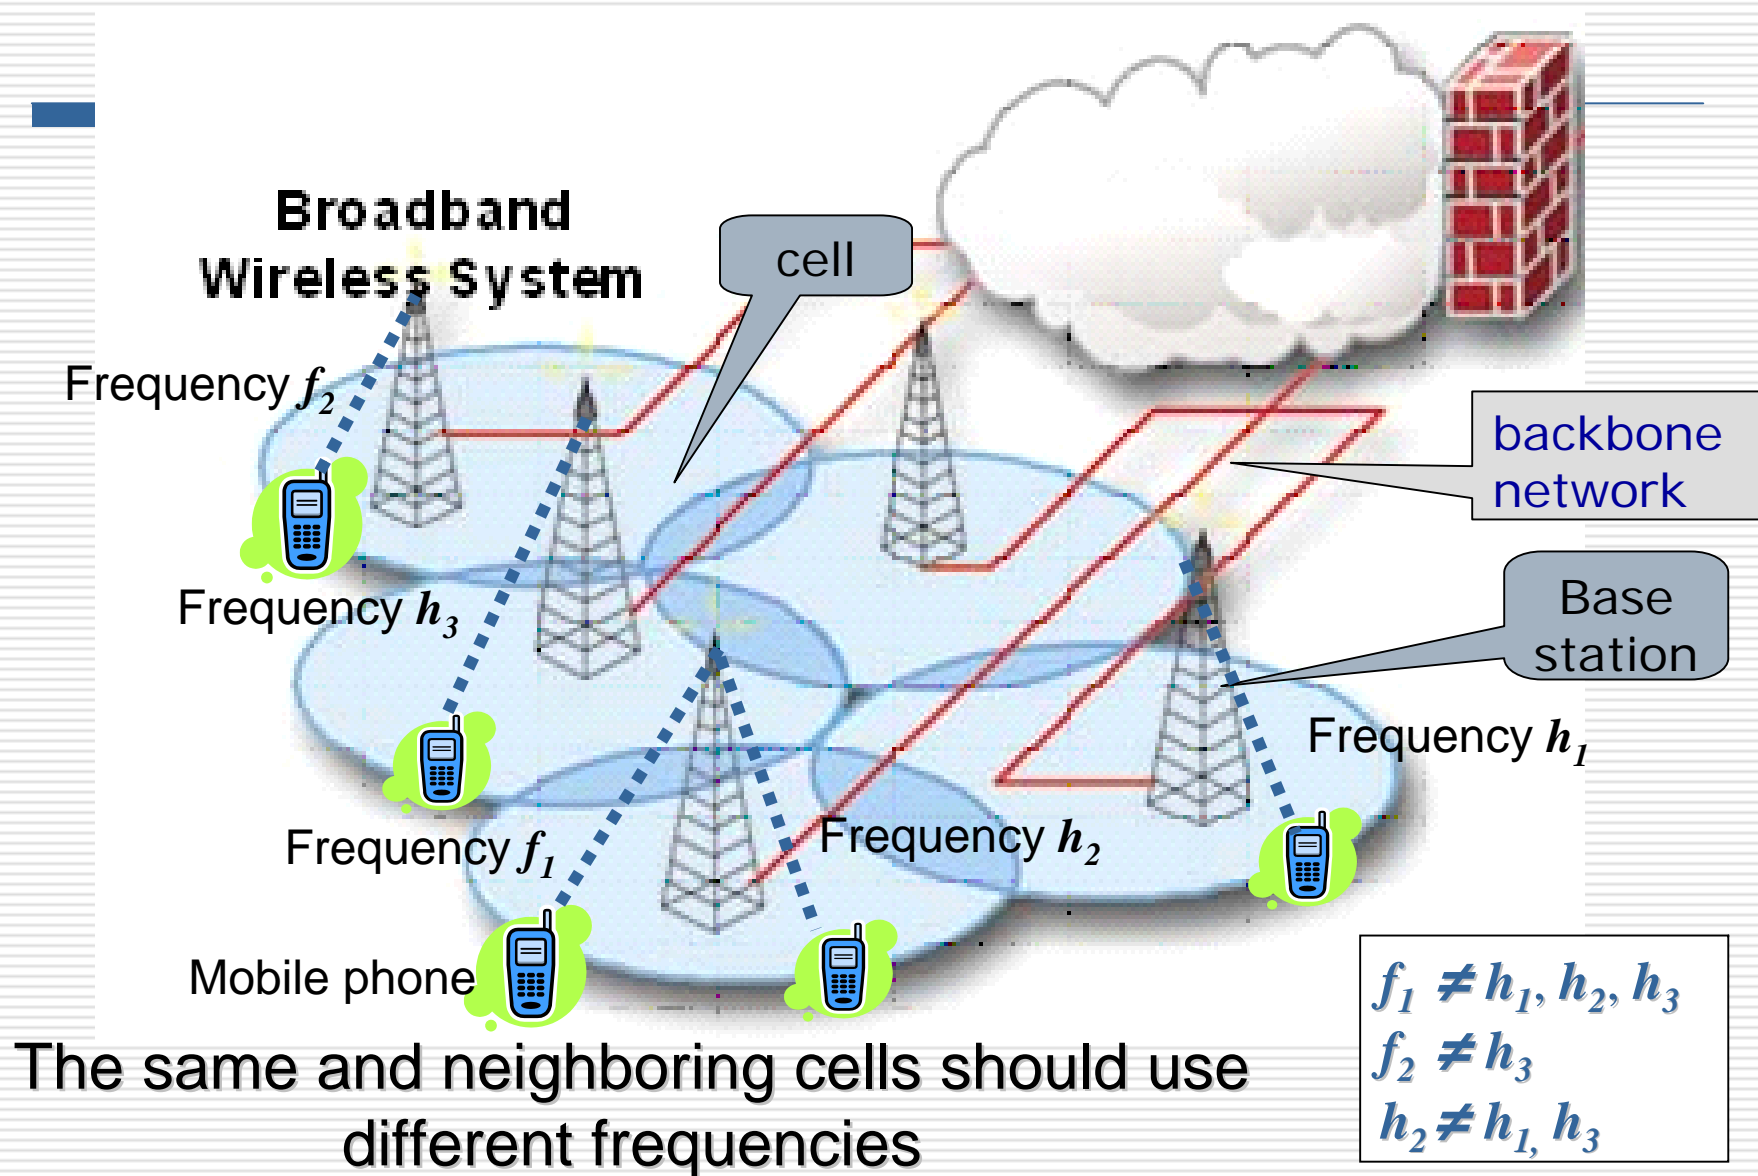 Broadband
Wireless System
cell
Frequency f2
backbone
network
Base
station
Frequency h3
Frequency h1
Frequency f1
Frequency h2
Mobile phone
f1 ≠ h1, h2, h3
f2 ≠ h3
h2 ≠ h1, h3
The same and neighboring cells should use
different frequencies